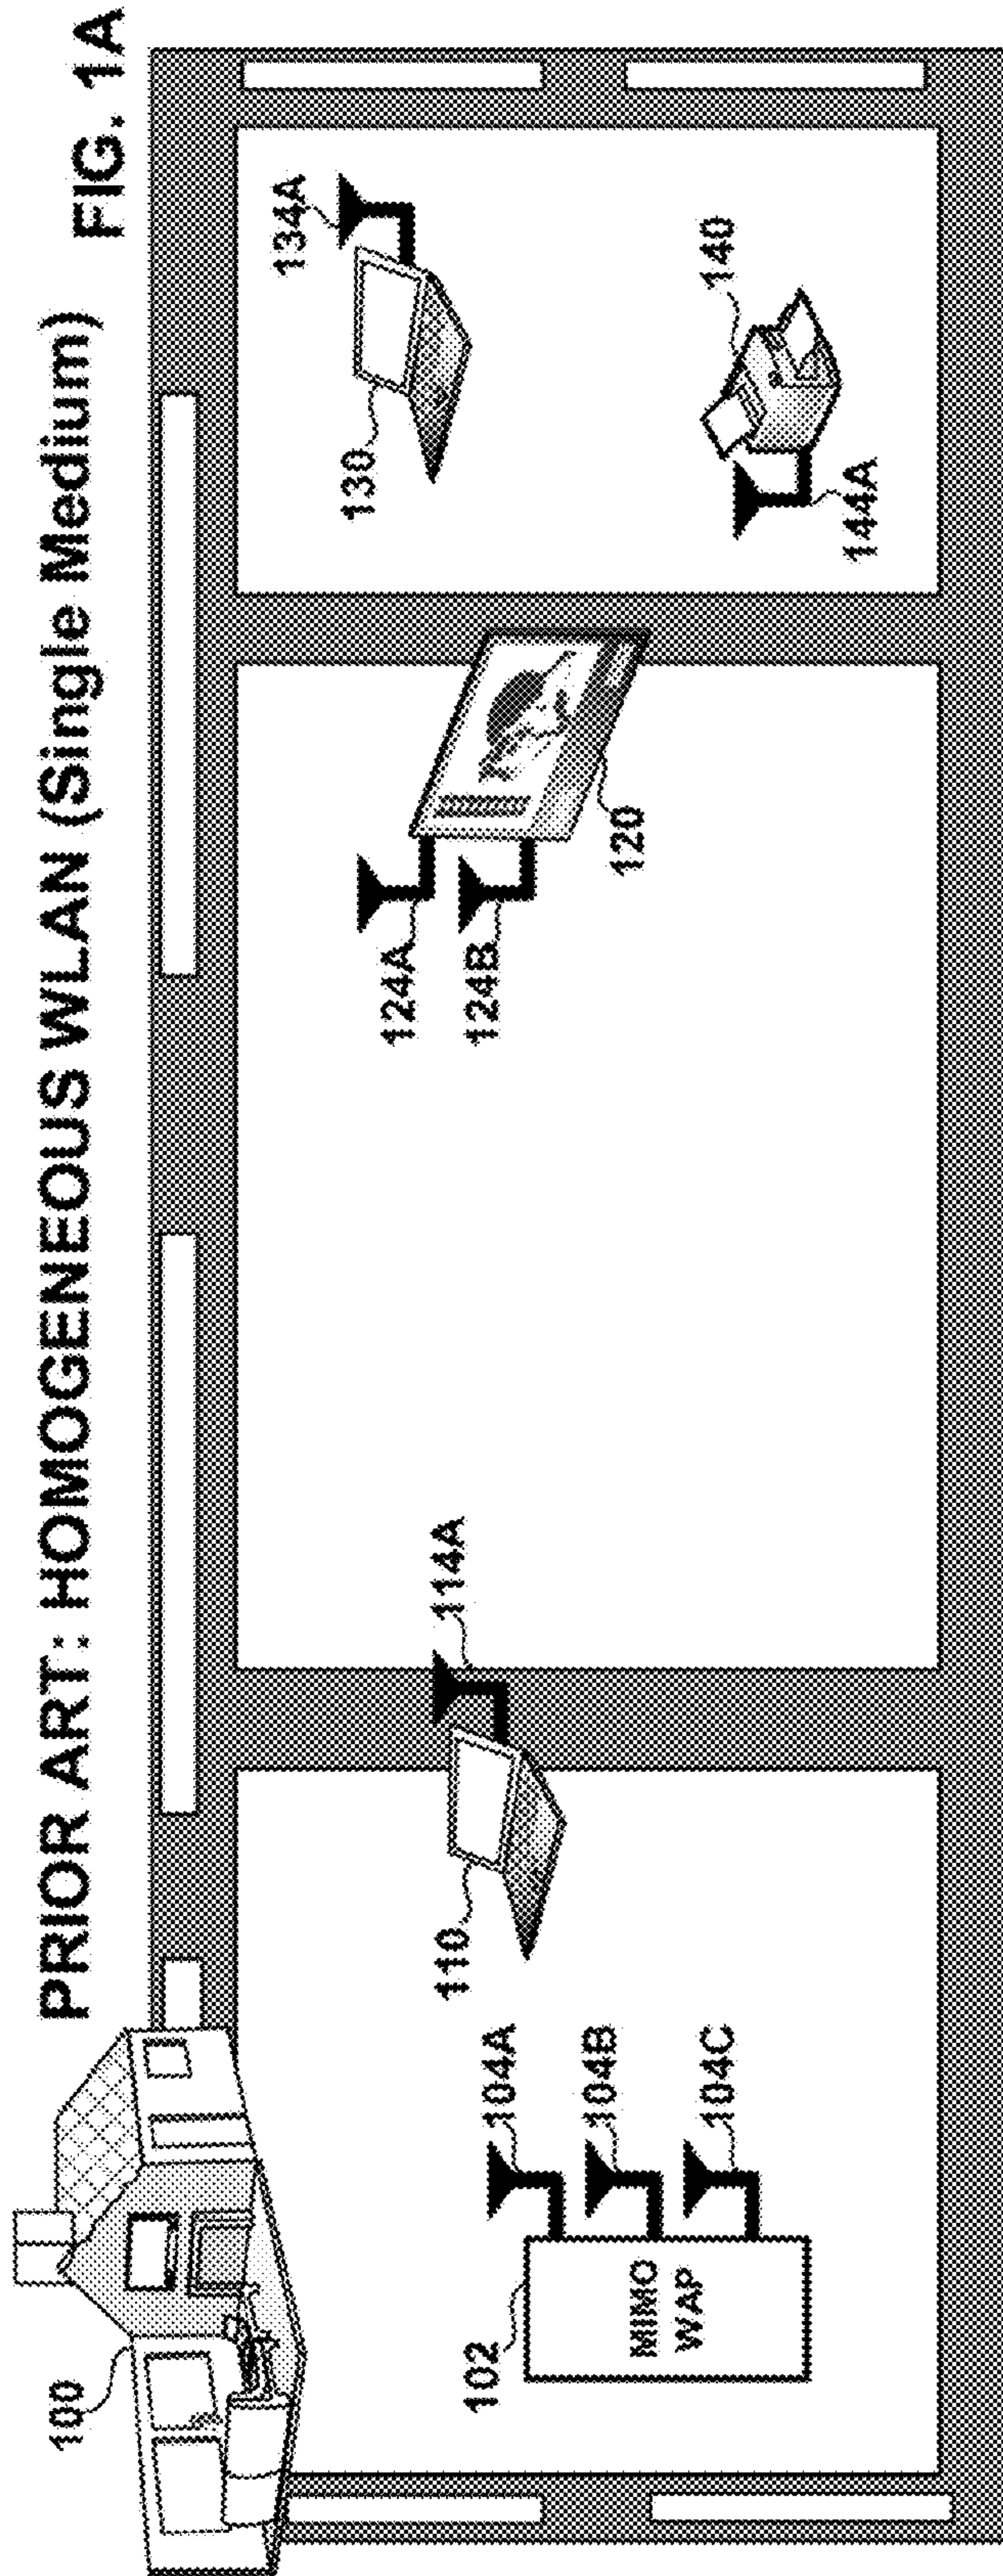 PRIOR ART: HOMOGENEOUS WLAN (Single Medium)
FIG. 1A
100
102
MIMO
WAP
104A
104B
104C
110
114A
124A
124B
120
130
134A
140
144A